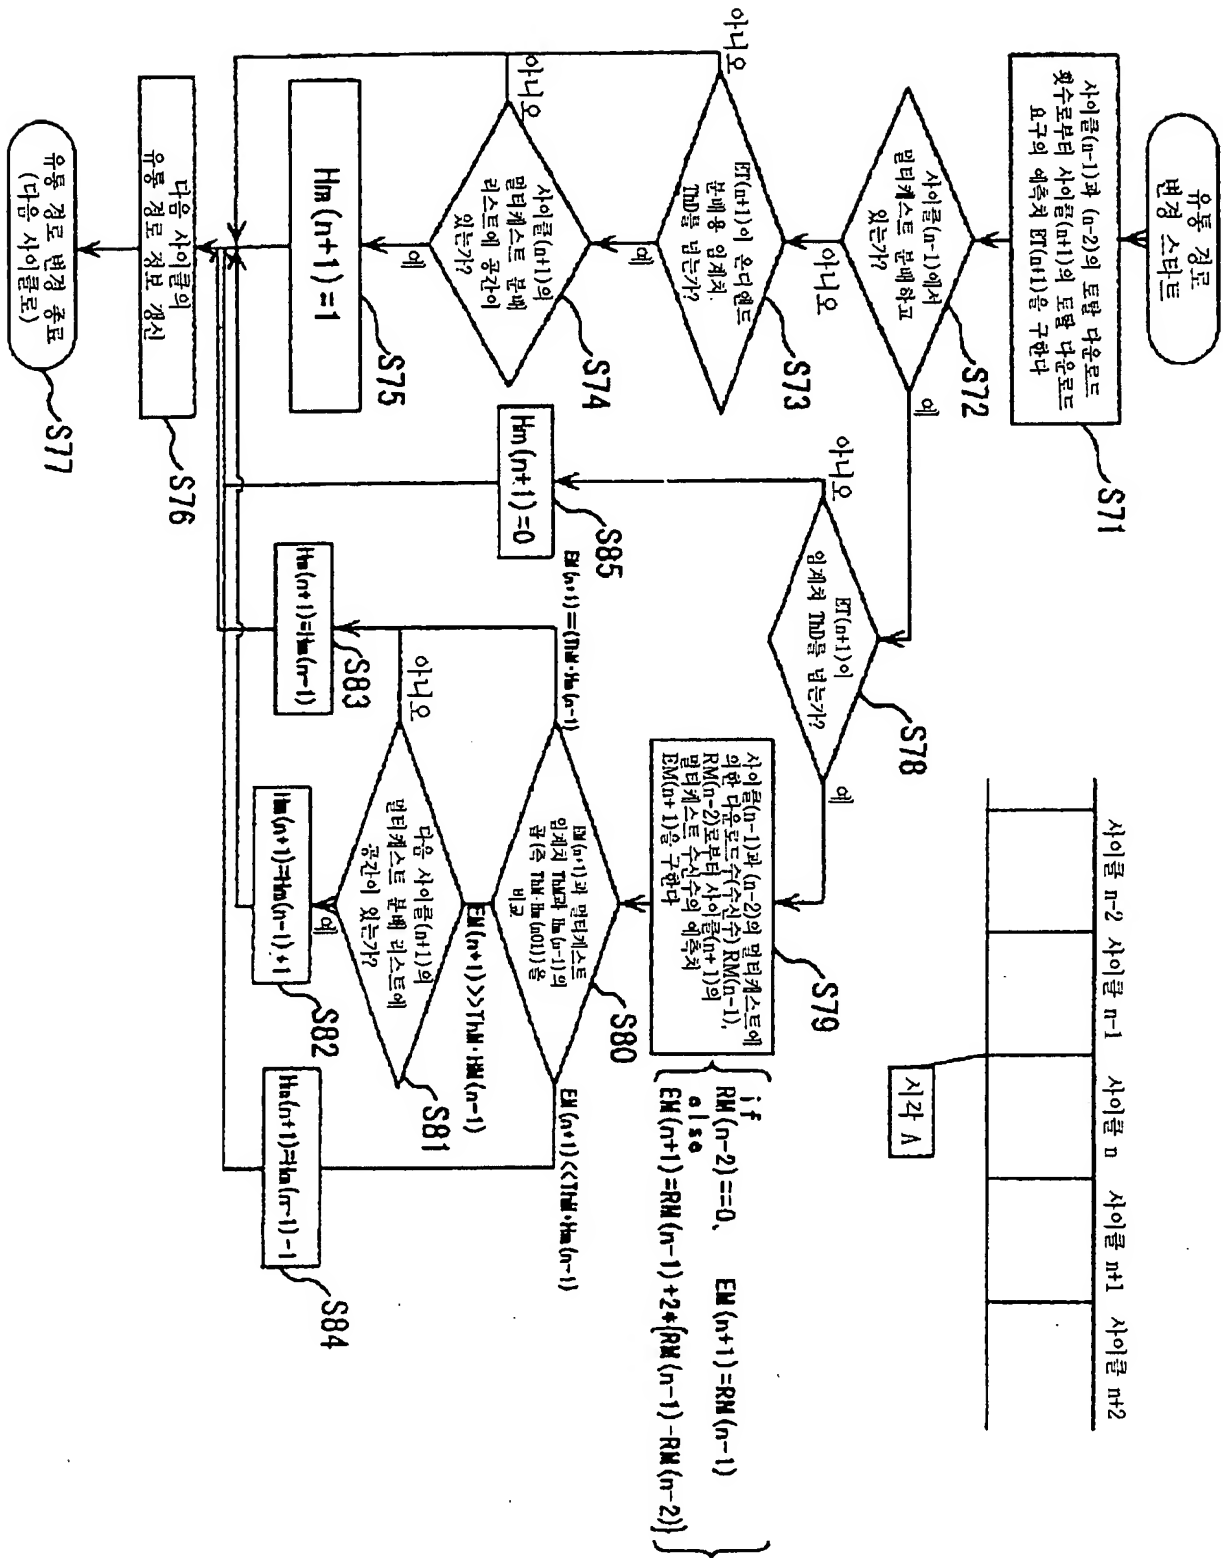 유통 경로
변경 스타트
사이클(n-1)과 (n-2)의 토탈 다운로드
횟수로부터 사이클(n+1)의 토탈 다운로드
요구의 예측치 ET(n+1)을 구한다
S71
사이클(n-1)에서
멀티캐스트 분배하고
있는가?
S72
아니오
예
ET(n+1)이 온디맨드
분배용 임계치.
ThD를 넘는가?
S73
아니오
예
사이클(n+1)의
멀티캐스트 분배
리스트에 공간이
있는가?
S74
아니오
예
Hm(n+1)=1
S75
다음 사이클의
유통 경로 정보 갱신
S76
유통 경로 변경 종료
(다음 사이클로)
S77
ET(n+1)이
임계치 ThD를 넘는가?
S78
아니오
예
Hm(n+1)=0
S85
사이클(n-1)과 (n-2)의 멀티캐스트에
의한 다운로드수(수신수) RM(n-1),
RM(n-2)로부터 사이클(n+1)의
멀티캐스트 수신수의 예측치
EM(n+1)을 구한다
S79
if
RM(n-2)==0, EM(n+1)=RM(n-1)
else
EM(n+1)=RM(n-1)+2*{RM(n-1)-RM(n-2)}
EM(n+1)과 멀티캐스트
임계치 ThM과 Hm(n-1)의
곱(즉 ThM·Hm(n01))을
비교
S80
EM(n+1)=(ThM·Hm(n-1)
EM(n+1)>>ThM·HM(n-1)
EM(n+1)<<ThM·Hm(n-1)
다음 사이클(n+1)의
멀티캐스트 분배 리스트에
공간이 있는가?
S81
아니오
예
Hm(n+1)=Hm(n-1)
S83
Hm(n+1)=Hm(n-1)+1
S82
Hm(n+1)=Hm(n-1)-1
S84
사이클 n-2 사이클 n-1 사이클 n 사이클 n+1 사이클 n+2
시각 A